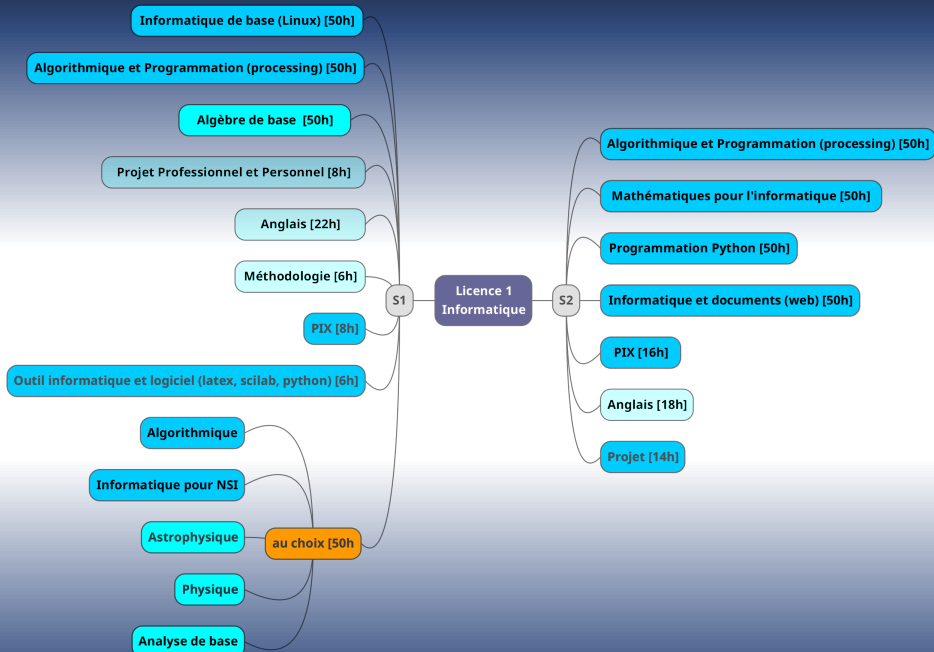 Informatique de base (Linux) [50h]
Algorithmique et Programmation (processing) [50h]
Algèbre de base [50h]
Projet Professionnel et Personnel [8h]
Anglais [22h]
Méthodologie [6h]
PIX [8h]
Outil informatique et logiciel (latex, scilab, python) [6h]
Algorithmique
Informatique pour NSI
Astrophysique
Physique
Analyse de base
au choix [50h
S1
Licence 1
Informatique
S2
Algorithmique et Programmation (processing) [50h]
Mathématiques pour l'informatique [50h]
Programmation Python [50h]
Informatique et documents (web) [50h]
PIX [16h]
Anglais [18h]
Projet [14h]